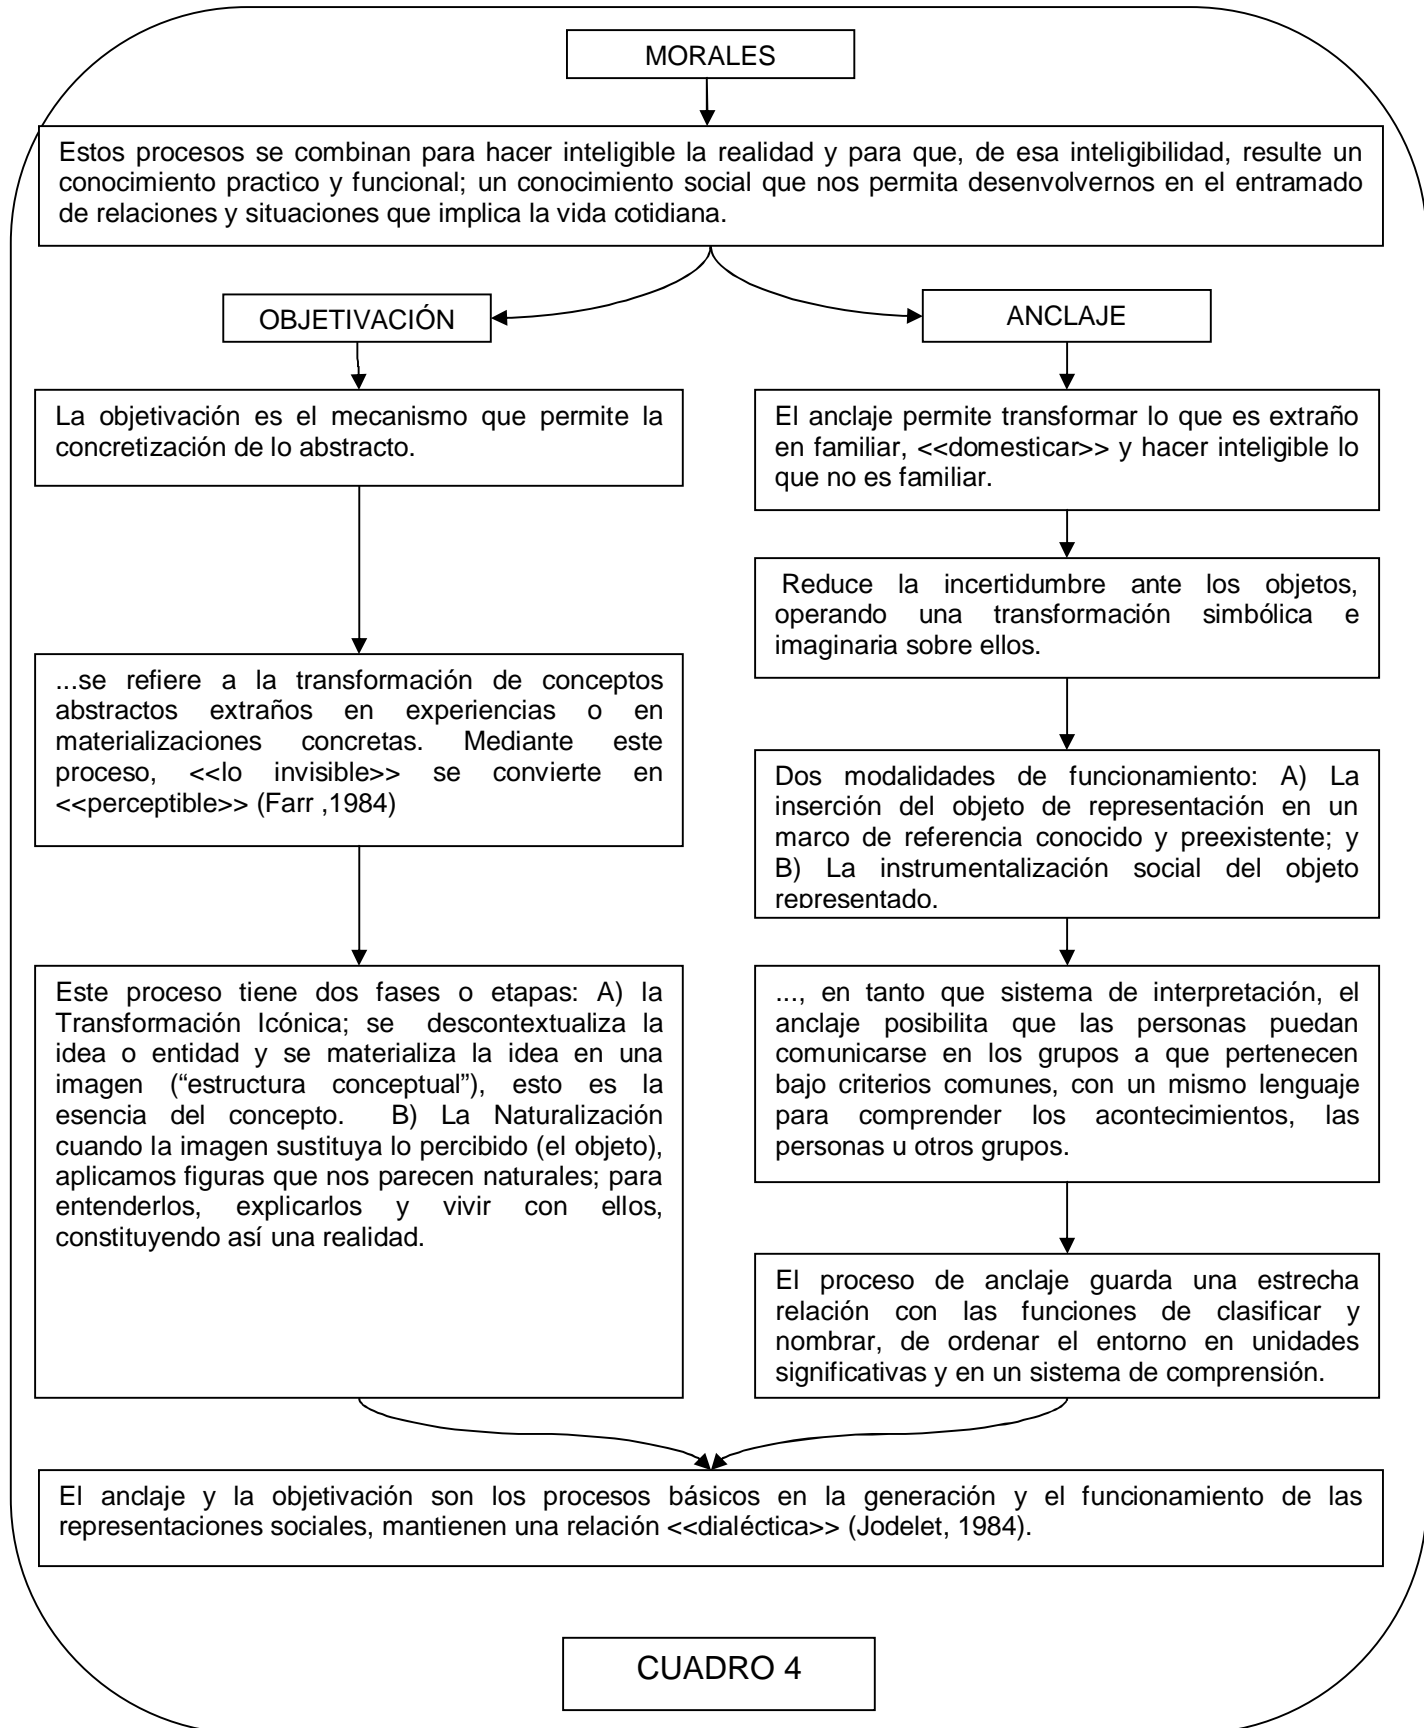 MORALES
Estos procesos se combinan para hacer inteligible la realidad y para que, de esa inteligibilidad, resulte un
conocimiento practico y funcional; un conocimiento social que nos permita desenvolvernos en el entramado
de relaciones y situaciones que implica la vida cotidiana.
OBJETIVACIÓN
La objetivación es el mecanismo que permite la
concretización de lo abstracto.
...se refiere a la transformación de conceptos
abstractos extraños en experiencias o en
materializaciones concretas. Mediante este
proceso, <<lo invisible>> se convierte en
<<perceptible>> (Farr ,1984)
Este proceso tiene dos fases o etapas: A) la
Transformación Icónica; se descontextualiza la
idea o entidad y se materializa la idea en una
imagen (“estructura conceptual”), esto es la
esencia del concepto. B) La Naturalización
cuando la imagen sustituya lo percibido (el objeto),
aplicamos figuras que nos parecen naturales; para
entenderlos, explicarlos y vivir con ellos,
constituyendo así una realidad.
ANCLAJE
El anclaje permite transformar lo que es extraño
en familiar, <<domesticar>> y hacer inteligible lo
que no es familiar.
Reduce la incertidumbre ante los objetos,
operando una transformación simbólica e
imaginaria sobre ellos.
Dos modalidades de funcionamiento: A) La
inserción del objeto de representación en un
marco de referencia conocido y preexistente; y
B) La instrumentalización social del objeto
representado.
..., en tanto que sistema de interpretación, el
anclaje posibilita que las personas puedan
comunicarse en los grupos a que pertenecen
bajo criterios comunes, con un mismo lenguaje
para comprender los acontecimientos, las
personas u otros grupos.
El proceso de anclaje guarda una estrecha
relación con las funciones de clasificar y
nombrar, de ordenar el entorno en unidades
significativas y en un sistema de comprensión.
El anclaje y la objetivación son los procesos básicos en la generación y el funcionamiento de las
representaciones sociales, mantienen una relación <<dialéctica>> (Jodelet, 1984).
CUADRO 4